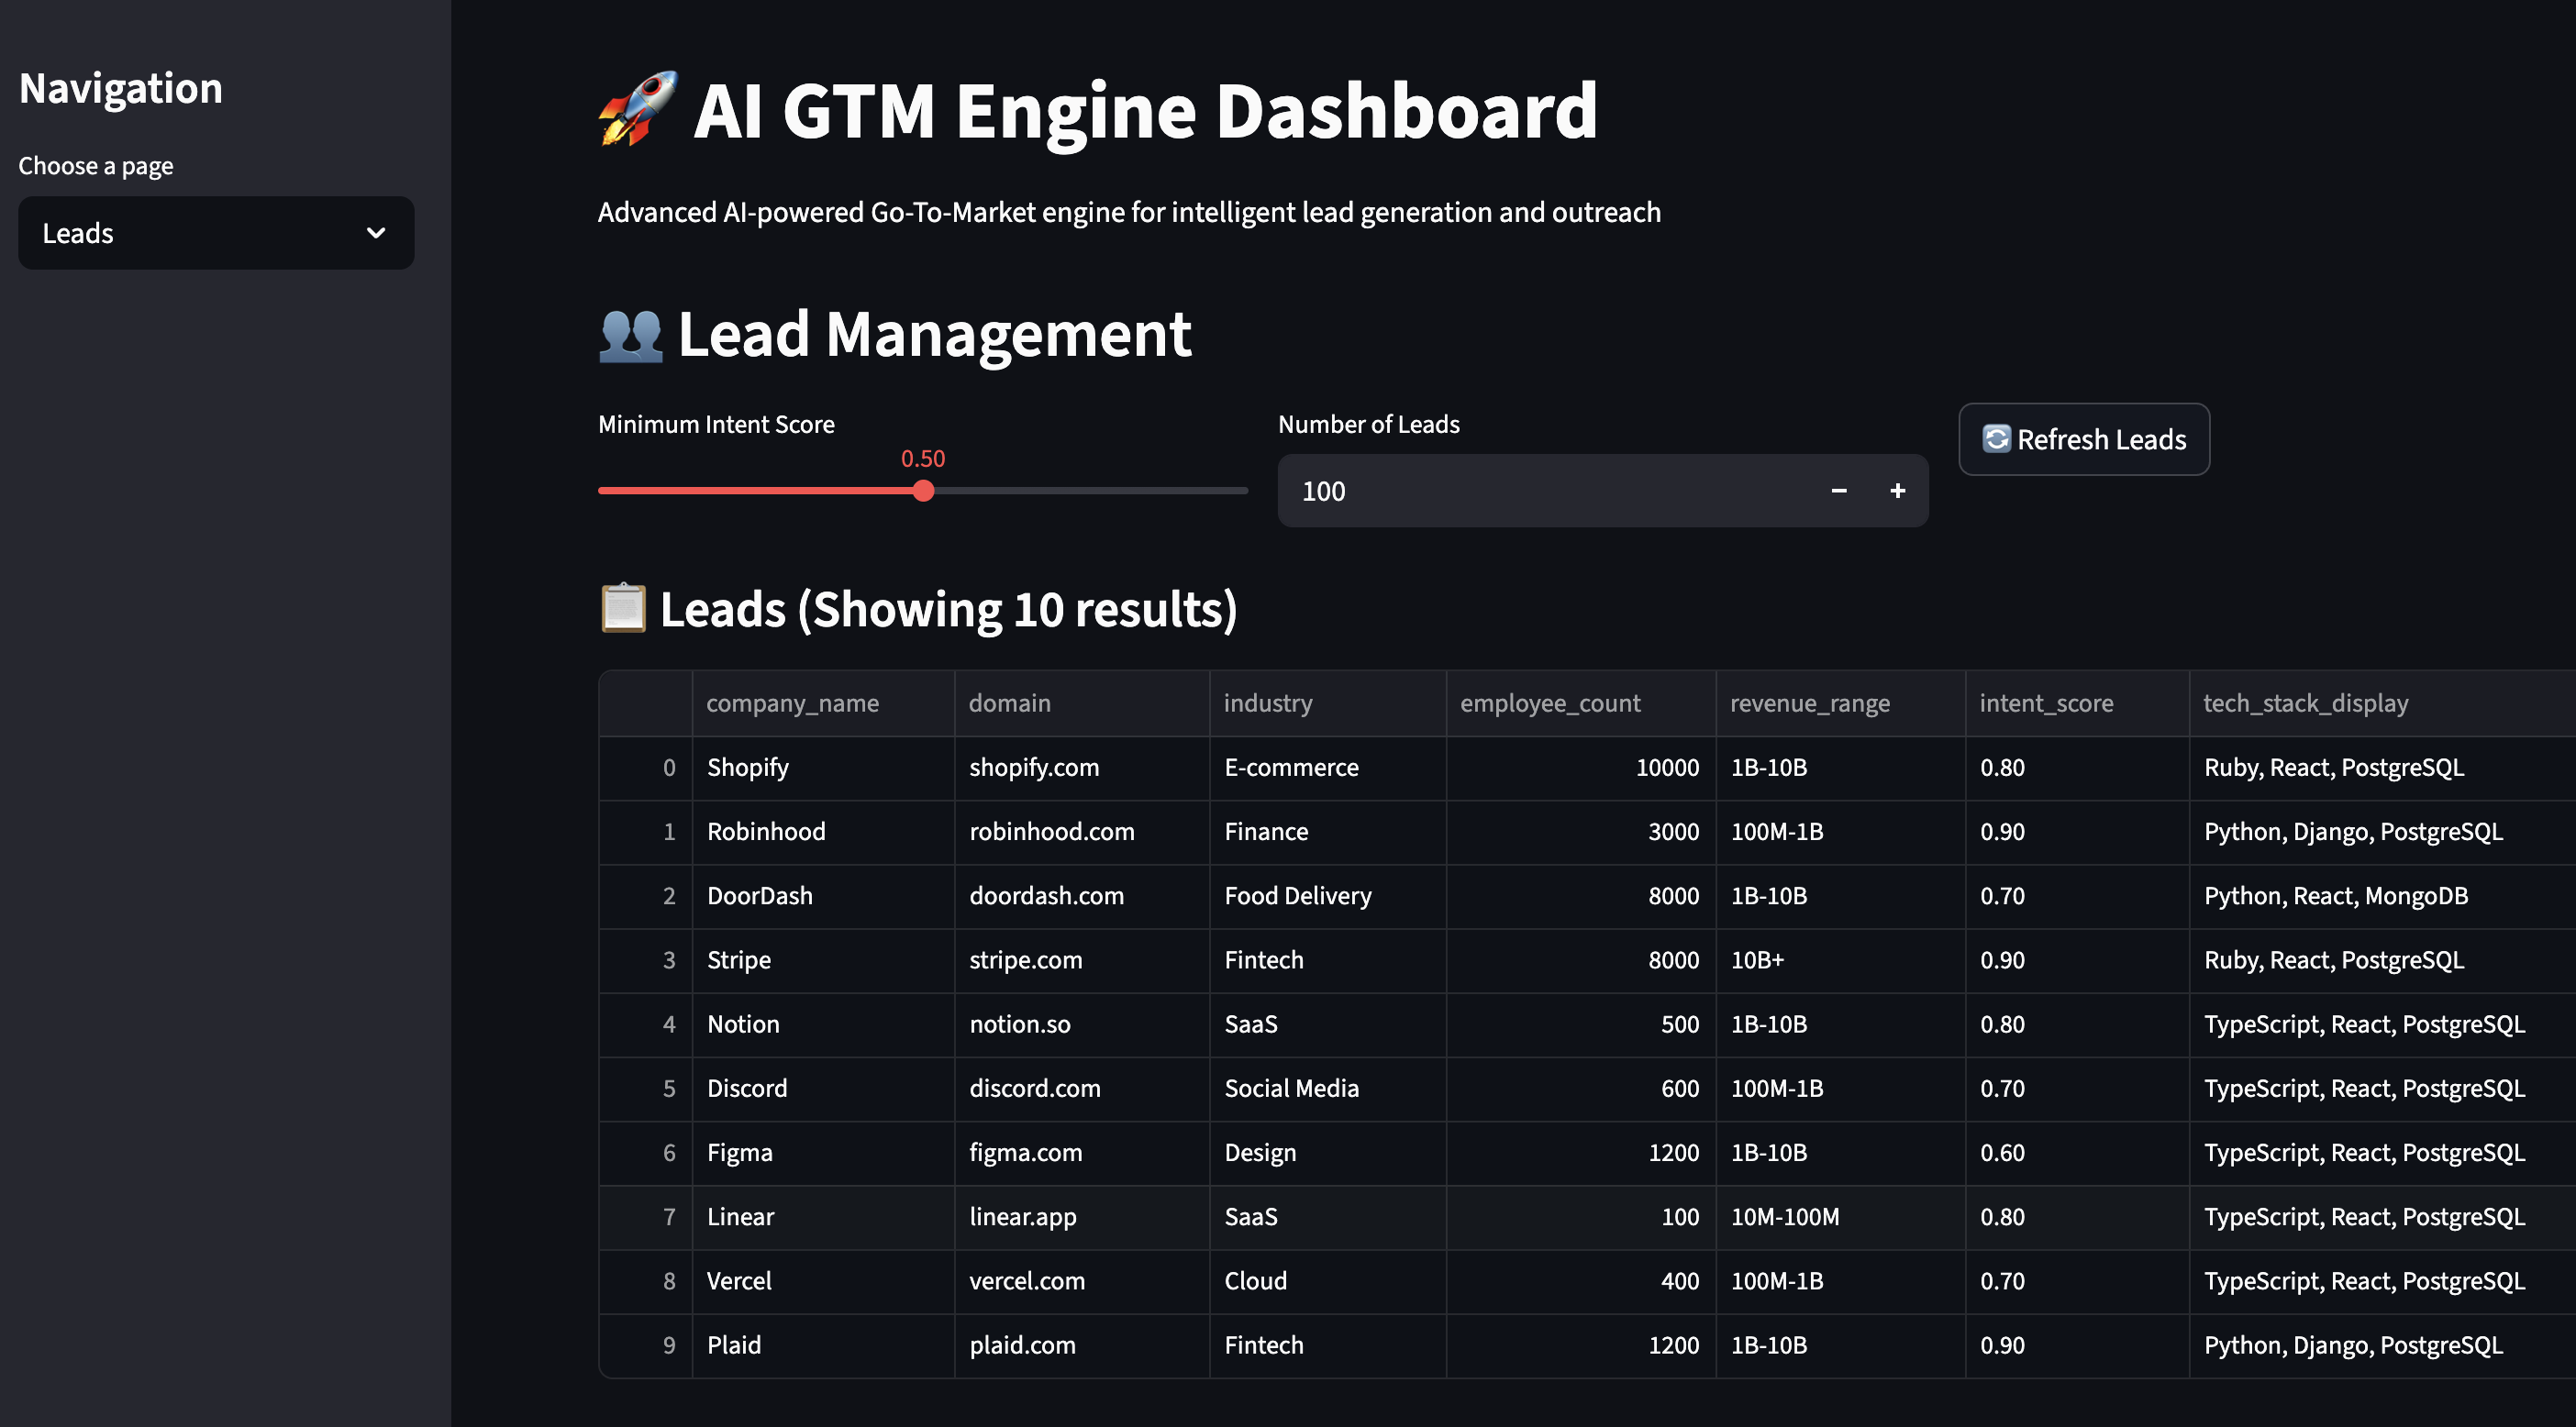 Navigation
Choose a page
Leads
🚀 AI GTM Engine Dashboard
Advanced AI-powered Go-To-Market engine for intelligent lead generation and outreach
👥 Lead Management
Minimum Intent Score
0.50
Number of Leads
100
🔄 Refresh Leads
📋 Leads (Showing 10 results)
company_name domain industry employee_count revenue_range intent_score tech_stack_display
0 Shopify shopify.com E-commerce 10000 1B-10B 0.80 Ruby, React, PostgreSQL
1 Robinhood robinhood.com Finance 3000 100M-1B 0.90 Python, Django, PostgreSQL
2 DoorDash doordash.com Food Delivery 8000 1B-10B 0.70 Python, React, MongoDB
3 Stripe stripe.com Fintech 8000 10B+ 0.90 Ruby, React, PostgreSQL
4 Notion notion.so SaaS 500 1B-10B 0.80 TypeScript, React, PostgreSQL
5 Discord discord.com Social Media 600 100M-1B 0.70 TypeScript, React, PostgreSQL
6 Figma figma.com Design 1200 1B-10B 0.60 TypeScript, React, PostgreSQL
7 Linear linear.app SaaS 100 10M-100M 0.80 TypeScript, React, PostgreSQL
8 Vercel vercel.com Cloud 400 100M-1B 0.70 TypeScript, React, PostgreSQL
9 Plaid plaid.com Fintech 1200 1B-10B 0.90 Python, Django, PostgreSQL